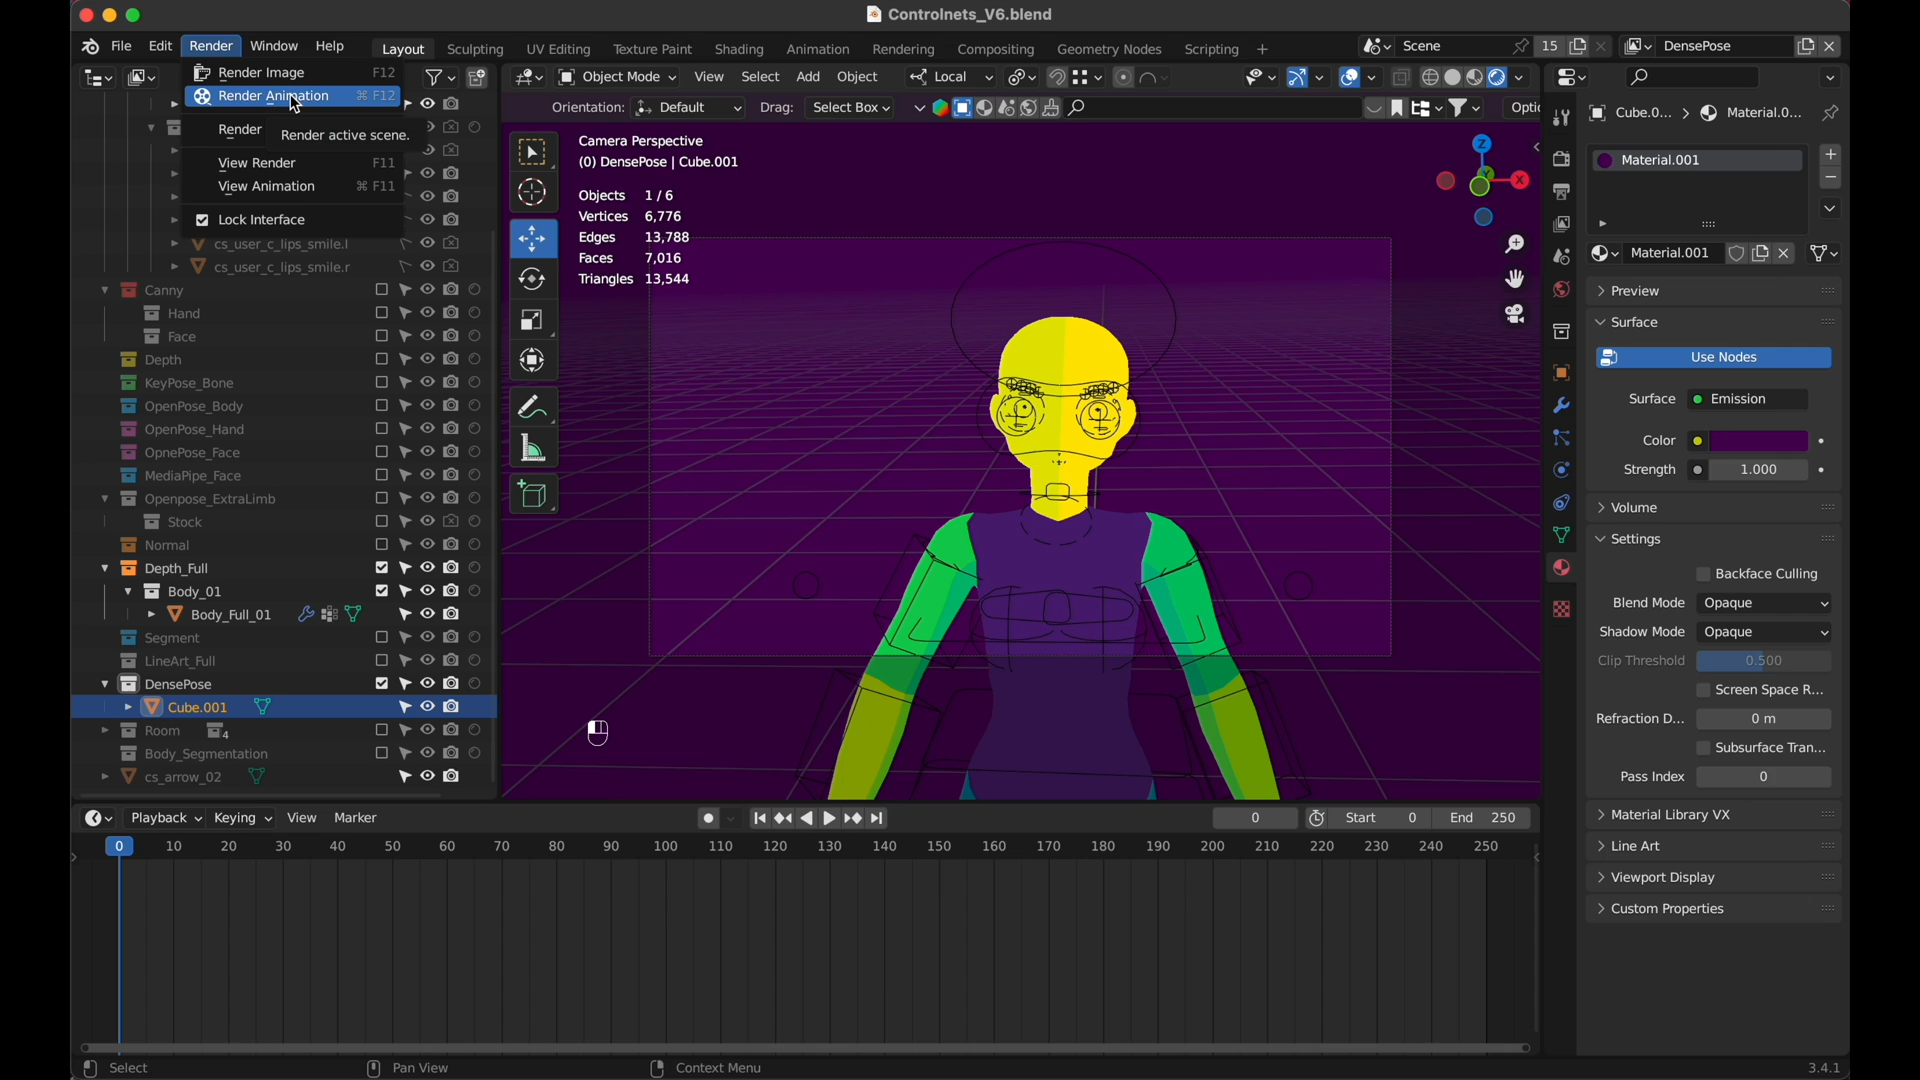 Controlnets_V6.blend
File Edit Render Window Help Layout Sculpting UV Editing Texture Paint Shading Animation Rendering Compositing Geometry Nodes Scripting + Scene 15 DensePose
Render Image F12
Render Animation ⌘ F12
Render
Render active scene.
View Render F11
View Animation ⌘ F11
Lock Interface
cs_user_c_lips_smile.l
cs_user_c_lips_smile.r
Canny
Hand
Face
Depth
KeyPose_Bone
OpenPose_Body
OpenPose_Hand
OpnePose_Face
MediaPipe_Face
Openpose_ExtraLimb
Stock
Normal
Depth_Full
Body_01
Body_Full_01
Segment
LineArt_Full
DensePose
Cube.001
Room 4
Body_Segmentation
cs_arrow_02
Object Mode View Select Add Object Local
Orientation: Default Drag: Select Box Optic
Camera Perspective
(0) DensePose | Cube.001
Objects 1 / 6
Vertices 6,776
Edges 13,788
Faces 7,016
Triangles 13,544
Z
Y
X
Cube.0... Material.0...
Material.001
Material.001
Preview
Surface
Use Nodes
Surface Emission
Color
Strength 1.000
Volume
Settings
Backface Culling
Blend Mode Opaque
Shadow Mode Opaque
Clip Threshold 0.500
Screen Space R...
Refraction D... 0 m
Subsurface Tran...
Pass Index 0
Material Library VX
Line Art
Viewport Display
Custom Properties
Playback Keying View Marker 0 Start 0 End 250
0 10 20 30 40 50 60 70 80 90 100 110 120 130 140 150 160 170 180 190 200 210 220 230 240 250
Select Pan View Context Menu 3.4.1